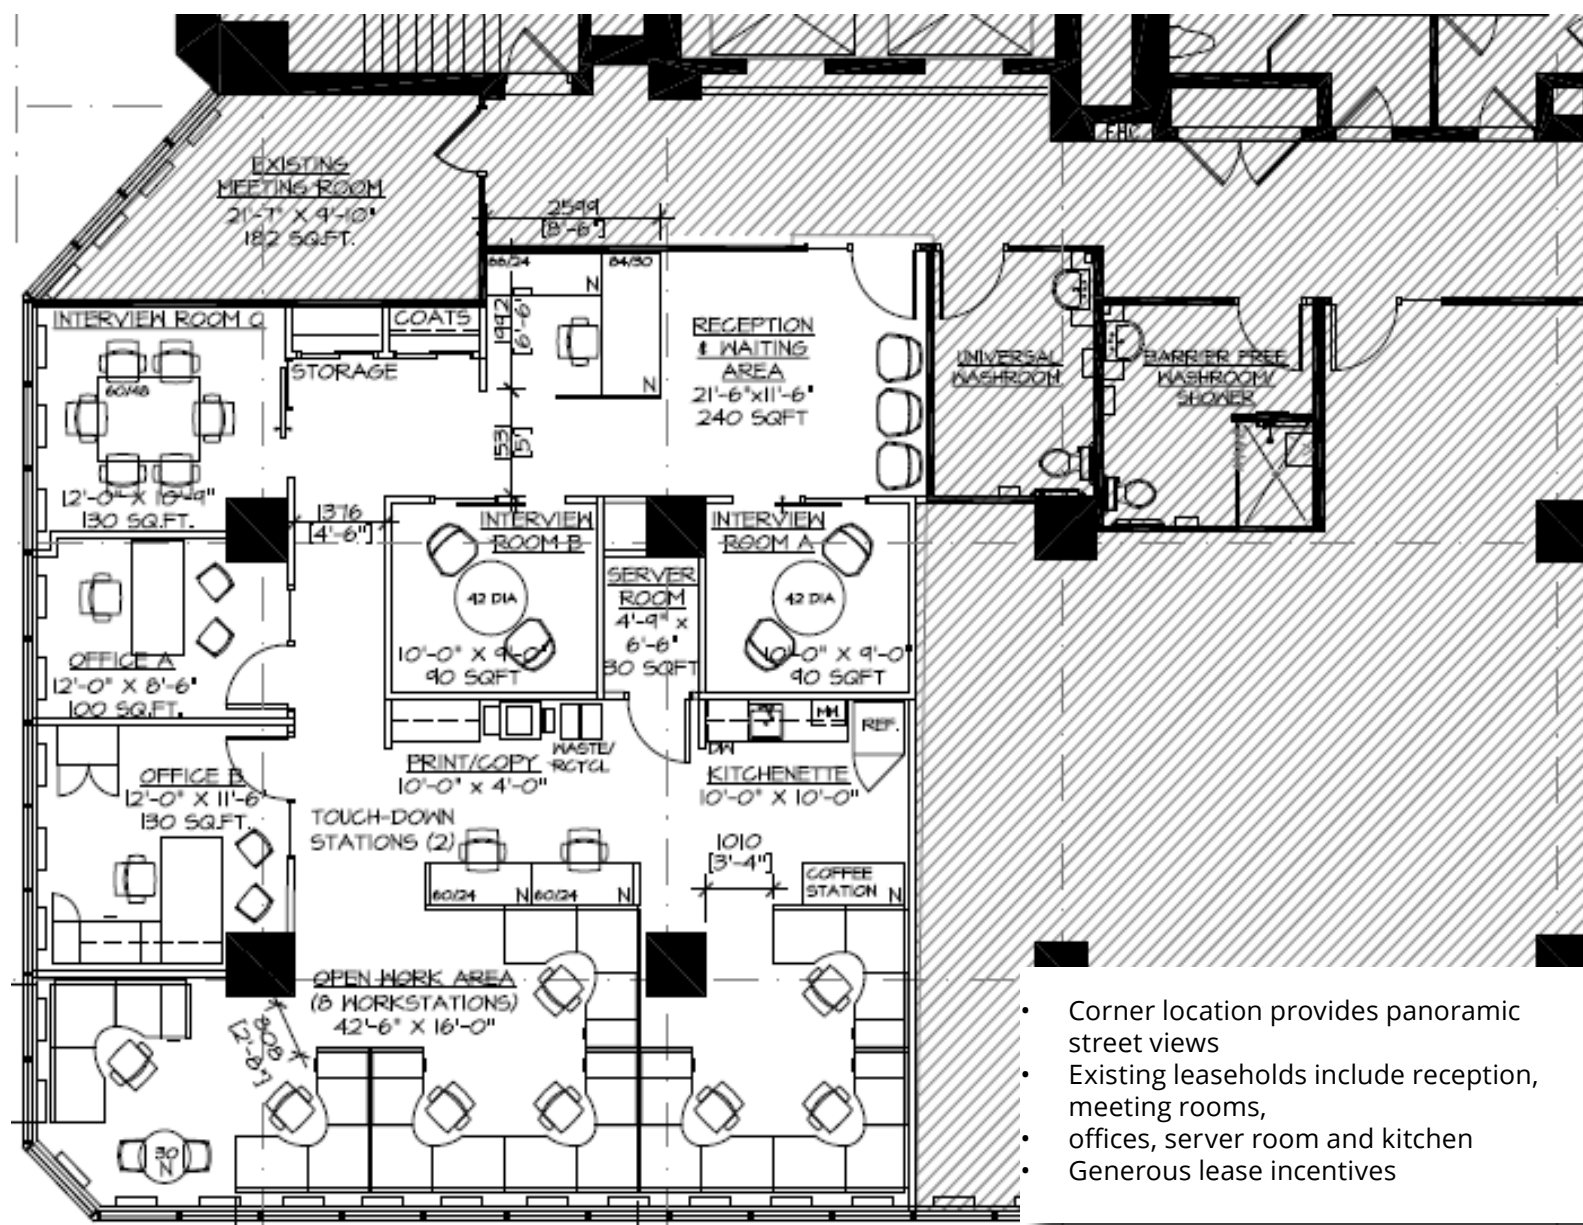 FHC
EXISTING
MEETING ROOM
21'-7" X 9'-10"
182 SQ.FT.
2599
[8'-6"]
66/24
84/30
N
N
1992
[6'-6"]
INTERVIEW ROOM C
COATS
STORAGE
60/48
12'-0" X 10'-9"
130 SQ.FT.
RECEPTION
& WAITING
AREA
21'-6"x11'-6"
240 SQFT
UNIVERSAL
WASHROOM
BARRIER FREE
WASHROOM/
SHOWER
1376
[4'-6"]
INTERVIEW
ROOM B
42 DIA
10'-0" X 9'-0"
90 SQFT
SERVER
ROOM
4'-9" x
6'-6"
30 SQFT
INTERVIEW
ROOM A
42 DIA
10'-0" X 9'-0"
90 SQFT
OFFICE A
12'-0" X 8'-6"
100 SQ.FT.
OFFICE B
12'-0" X 11'-6"
130 SQ.FT.
PRINT/COPY
10'-0" x 4'-0"
WASTE/
RCYCL
MW
REF.
DW
KITCHENETTE
10'-0" X 10'-0"
TOUCH-DOWN
STATIONS (2)
60/24 N
60/24 N
1010
[3'-4"]
COFFEE
STATION N
OPEN WORK AREA
(8 WORKSTATIONS)
42'-6" X 16'-0"
808
[2'-8"]
30
N
• Corner location provides panoramic
street views
• Existing leaseholds include reception,
meeting rooms,
• offices, server room and kitchen
• Generous lease incentives